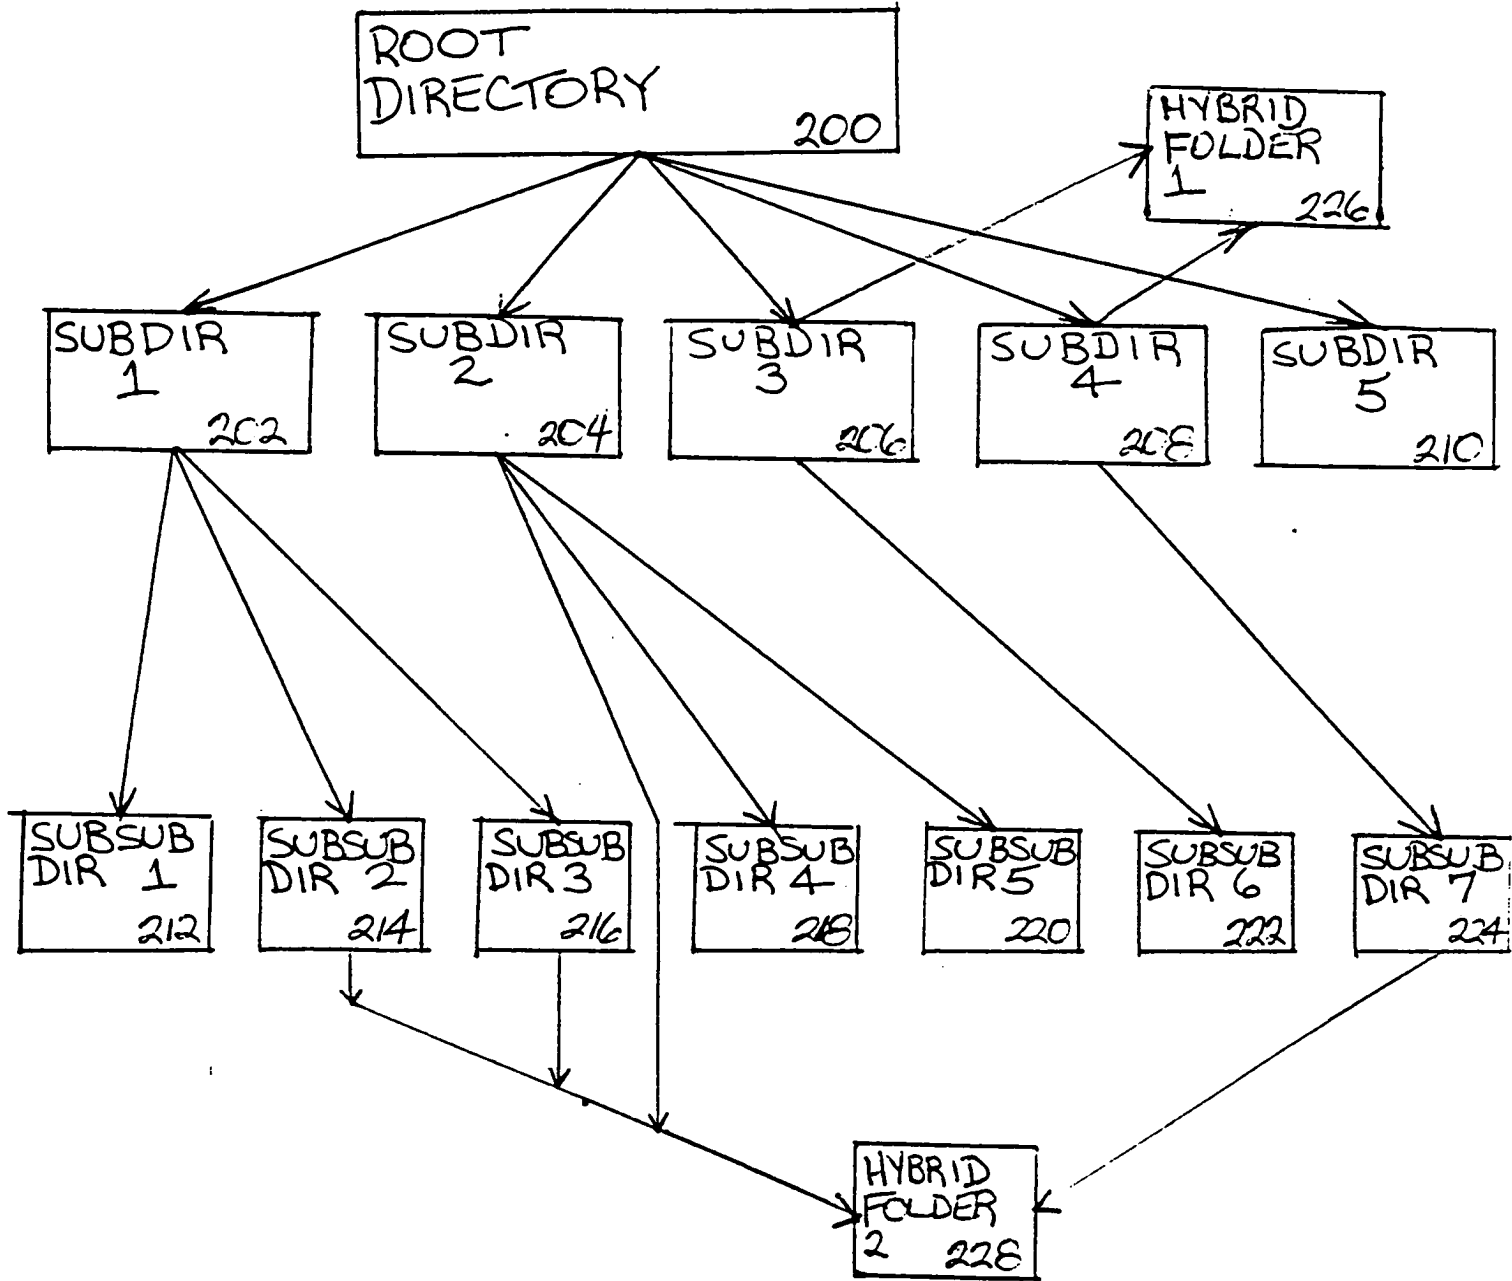 ROOT
DIRECTORY
200
HYBRID
FOLDER
1
226
SUBDIR
1
202
SUBDIR
2
204
SUBDIR
3
206
SUBDIR
4
208
SUBDIR
5
210
SUBSUB
DIR 1
212
SUBSUB
DIR 2
214
SUBSUB
DIR 3
216
SUBSUB
DIR 4
218
SUBSUB
DIR 5
220
SUBSUB
DIR 6
222
SUBSUB
DIR 7
224
HYBRID
FOLDER
2 228